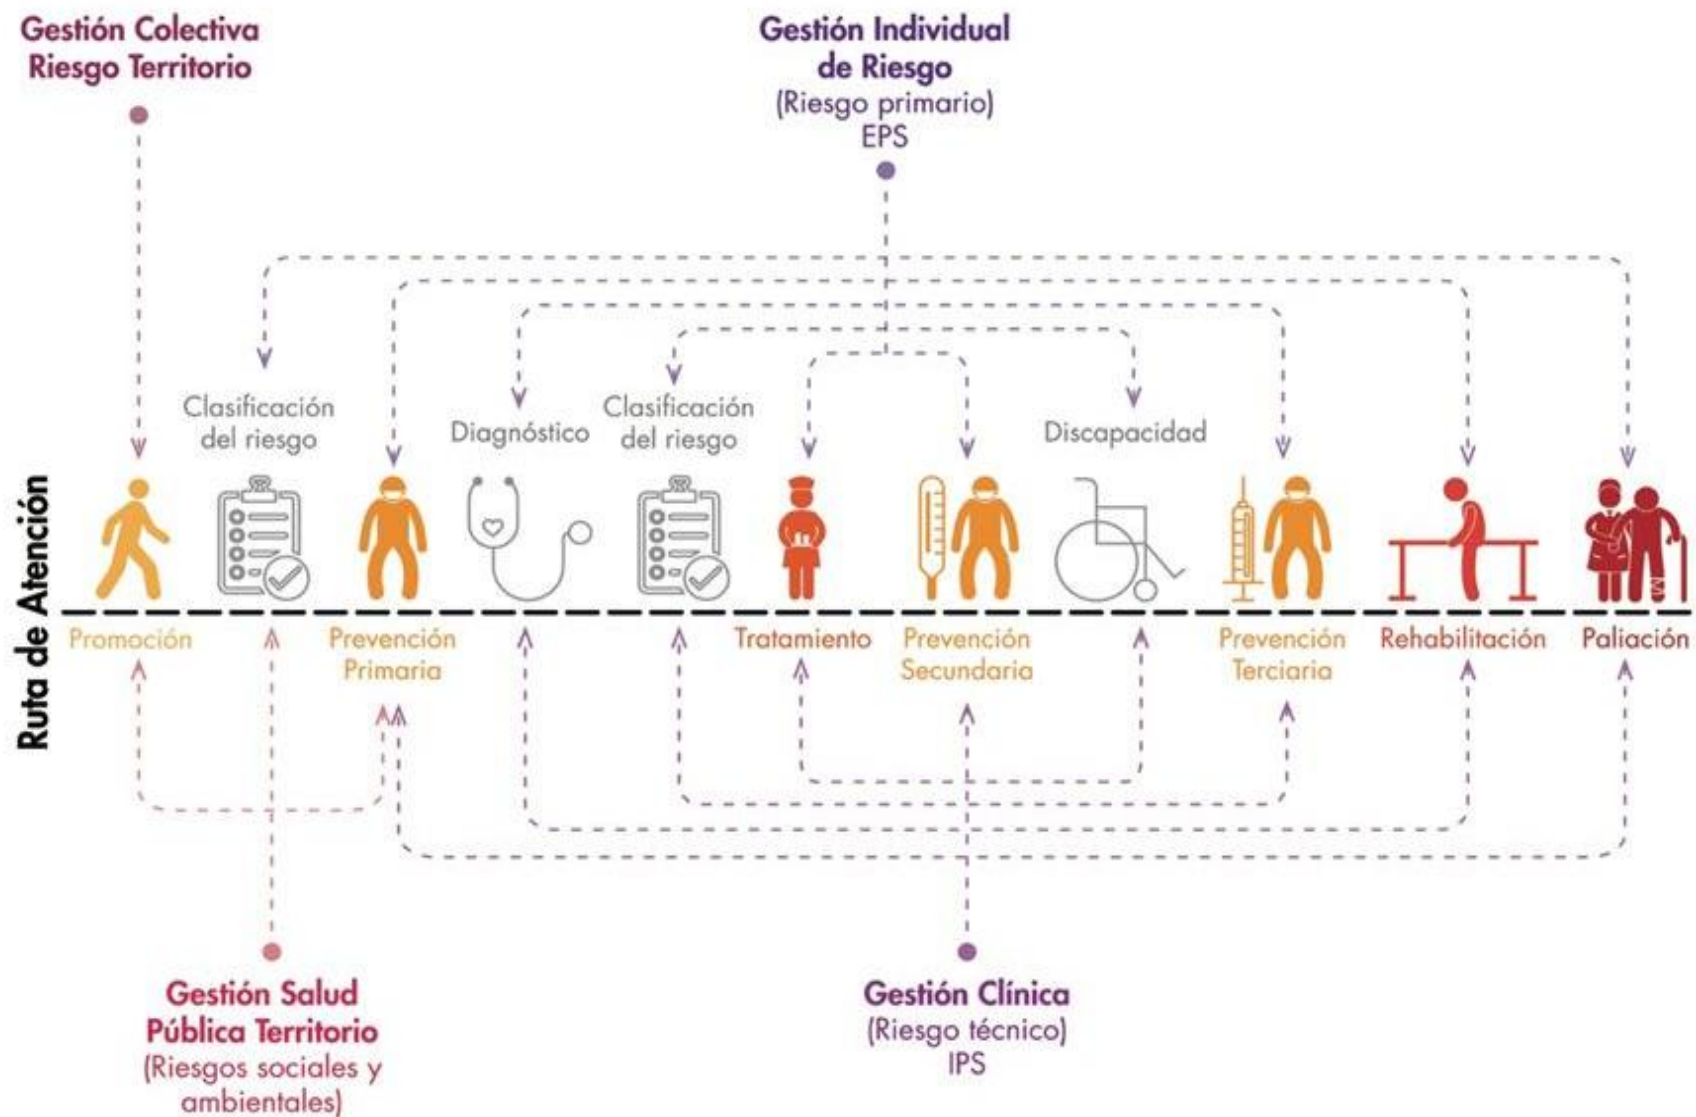 Gestión Colectiva
Riesgo Territorio
Gestión Individual
de Riesgo
(Riesgo primario)
EPS
Clasificación
del riesgo
Diagnóstico
Clasificación
del riesgo
Discapacidad
Ruta de Atención
Promoción
Prevención
Primaria
Tratamiento
Prevención
Secundaria
Prevención
Terciaria
Rehabilitación
Paliación
Gestión Salud
Pública Territorio
(Riesgos sociales y
ambientales)
Gestión Clínica
(Riesgo técnico)
IPS